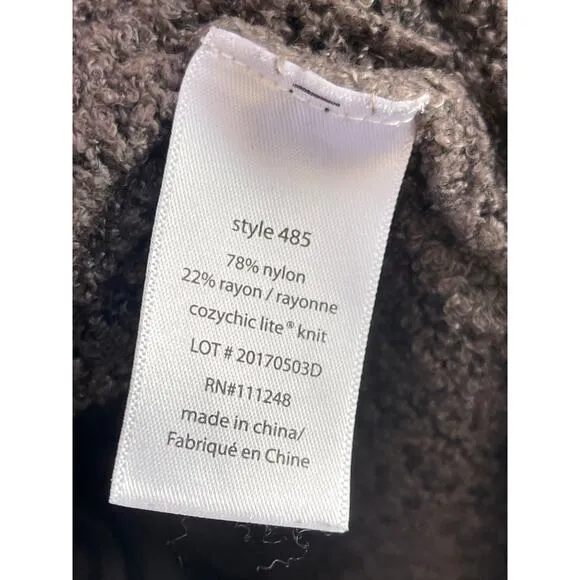 style 485
78% nylon
22% rayon / rayonne
cozychic lite® knit
LOT # 20170503D
RN#111248
made in china/
Fabriqué en Chine